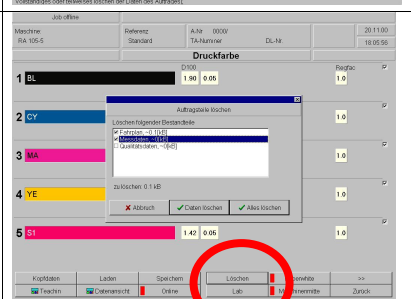 Vollständiges oder teilweises löschen der Daten des Auftrages
Job offline
Maschine
RA 105-5
Referenz
Standard
A.Nr 0000/
TA-Nummer DL-Nr.
20.11.00
18:05:56
Druckfarbe
D100 Regfac
1 BL 1.90 0.05 1.0
2 CY 1.0
3 MA 1.0
4 YE 1.0
5 S1 1.42 0.05 1.0
Auftragsteile löschen
Löschen folgender Bestandteile
Fahrplan, ~0.1[kB]
Messdaten, ~0[kB]
Qualitätsdaten, ~0[kB]
zu löschen: 0.1 kB
Abbruch Daten löschen Alles löschen
Kopfdaten Laden Speichern Löschen >>
Teachin Datenansicht Online Lab Maschinenmitte Zurück